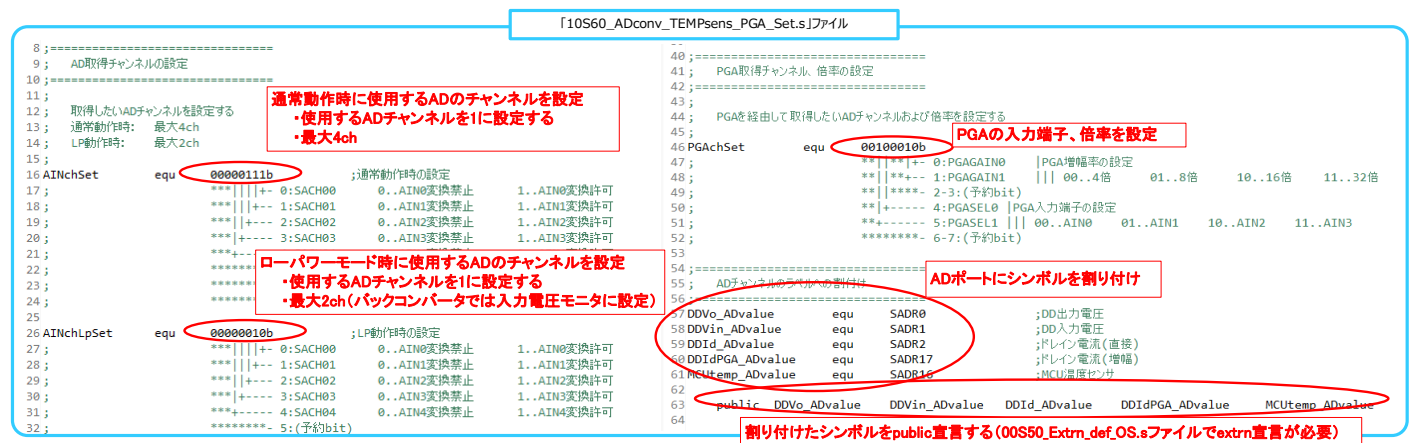 「10S60_ADconv_TEMPsens_PGA_Set.s」ファイル
8 ;================================
9 ;   AD取得チャンネルの設定
10 ;================================
11 ;
12 ;   取得したいADチャンネルを設定する
13 ;   通常動作時:   最大4ch
14 ;   LP動作時:   最大2ch
15 ;
16 AINchSet   equ   00000111b   ;通常動作時の設定
17 ;   ***||||+- 0:SACH00   0..AIN0変換禁止   1..AIN0変換許可
18 ;   ***|||+-- 1:SACH01   0..AIN1変換禁止   1..AIN1変換許可
19 ;   ***||+--- 2:SACH02   0..AIN2変換禁止   1..AIN2変換許可
20 ;   ***|+---- 3:SACH03   0..AIN3変換禁止   1..AIN3変換許可
21 ;   ***+--
22 ;   *******
23 ;   *******
24 ;   *******
25
26 AINchLpSet   equ   00000010b   ;LP動作時の設定
27 ;   ***||||+- 0:SACH00   0..AIN0変換禁止   1..AIN0変換許可
28 ;   ***|||+-- 1:SACH01   0..AIN1変換禁止   1..AIN1変換許可
29 ;   ***||+--- 2:SACH02   0..AIN2変換禁止   1..AIN2変換許可
30 ;   ***|+---- 3:SACH03   0..AIN3変換禁止   1..AIN3変換許可
31 ;   ***+----- 4:SACH04   0..AIN4変換禁止   1..AIN4変換許可
32 ;   ********- 5:(予約bit)
通常動作時に使用するADのチャンネルを設定
・使用するADチャンネルを1に設定する
・最大4ch
ローパワーモード時に使用するADのチャンネルを設定
・使用するADチャンネルを1に設定する
・最大2ch(バックコンバータでは入力電圧モニタに設定)
40 ;================================
41 ;   PGA取得チャンネル、倍率の設定
42 ;================================
43 ;
44 ;   PGAを経由して取得したいADチャンネルおよび倍率を設定する
45 ;
46 PGAchSet   equ   00100010b
47 ;   **||**|+- 0:PGAGAIN0   |PGA増幅率の設定
48 ;   **||**+-- 1:PGAGAIN1   ||| 00..4倍   01..8倍   10..16倍   11..32倍
49 ;   **||****- 2-3:(予約bit)
50 ;   **|+----- 4:PGASEL0 |PGA入力端子の設定
51 ;   **+------ 5:PGASEL1 ||| 00..AIN0   01..AIN1   10..AIN2   11..AIN3
52 ;   ********- 6-7:(予約bit)
53
54 ;================================
55 ;   ADチャンネルのラベルへの割付け
56 ;================================
57 DDVo_ADvalue   equ   SADR0   ;DD出力電圧
58 DDVin_ADvalue   equ   SADR1   ;DD入力電圧
59 DDId_ADvalue   equ   SADR2   ;ドレイン電流(直接)
60 DDIdPGA_ADvalue   equ   SADR17   ;ドレイン電流(増幅)
61 MCUtemp_ADvalue   equ   SADR16   ;MCU温度センサ
62
63   public  DDVo_ADvalue   DDVin_ADvalue   DDId_ADvalue   DDIdPGA_ADvalue   MCUtemp_ADvalue
64
PGAの入力端子、倍率を設定
ADポートにシンボルを割り付け
割り付けたシンボルをpublic宣言する(00S50_Extrn_def_OS.sファイルでextrn宣言が必要)